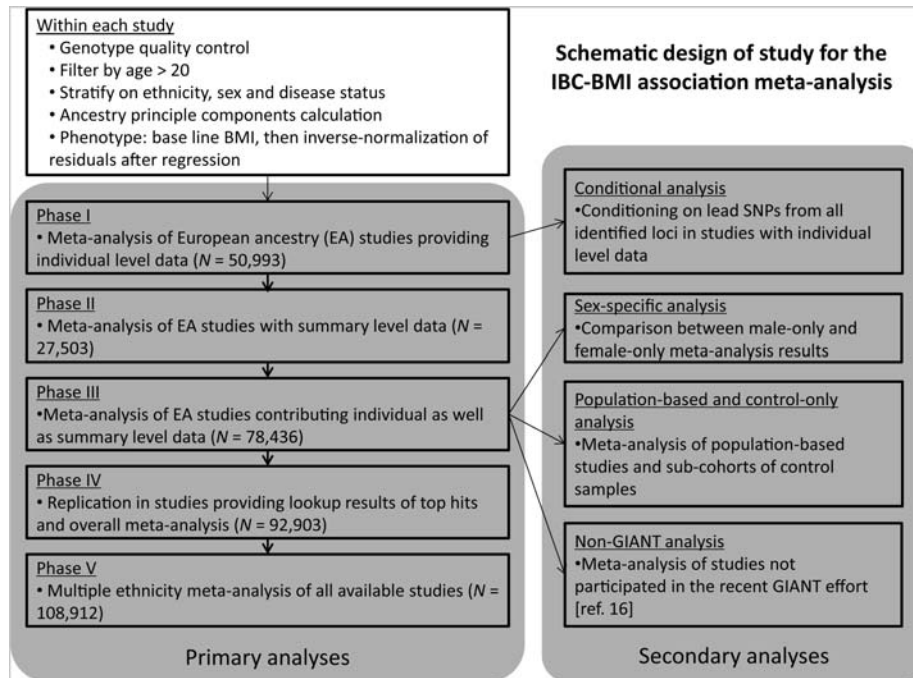 Within each study
• Genotype quality control
• Filter by age > 20
• Stratify on ethnicity, sex and disease status
• Ancestry principle components calculation
• Phenotype: base line BMI, then inverse-normalization of
residuals after regression
Schematic design of study for the
IBC-BMI association meta-analysis
Phase I
• Meta-analysis of European ancestry (EA) studies providing
individual level data (N = 50,993)
Phase II
• Meta-analysis of EA studies with summary level data (N =
27,503)
Phase III
•Meta-analysis of EA studies contributing individual as well
as summary level data (N = 78,436)
Phase IV
• Replication in studies providing lookup results of top hits
and overall meta-analysis (N = 92,903)
Phase V
• Multiple ethnicity meta-analysis of all available studies (N =
108,912)
Primary analyses
Conditional analysis
•Conditioning on lead SNPs from all
identified loci in studies with individual
level data
Sex-specific analysis
• Comparison between male-only and
female-only meta-analysis results
Population-based and control-only
analysis
• Meta-analysis of population-based
studies and sub-cohorts of control
samples
Non-GIANT analysis
• Meta-analysis of studies not
participated in the recent GIANT effort
[ref. 16]
Secondary analyses